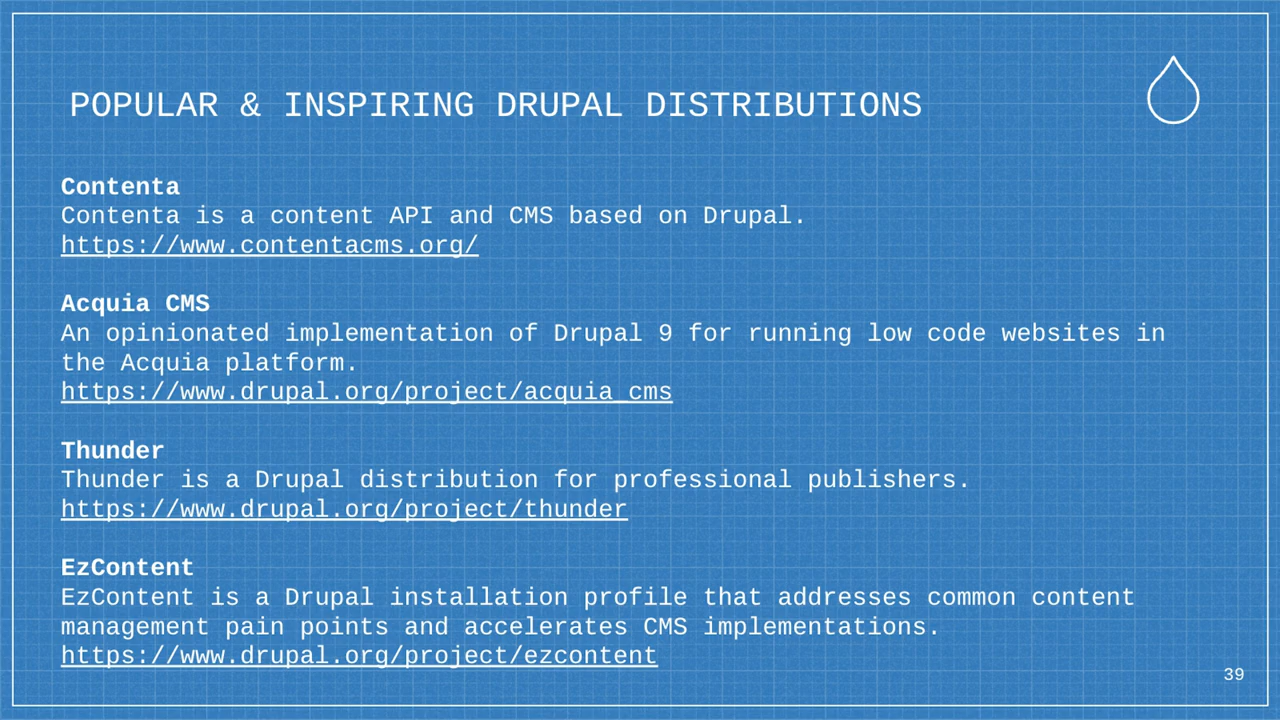 POPULAR & INSPIRING DRUPAL DISTRIBUTIONS
Contenta
Contenta is a content API and CMS based on Drupal.
https://www.contentacms.org/
Acquia CMS
An opinionated implementation of Drupal 9 for running low code websites in
the Acquia platform.
https://www.drupal.org/project/acquia_cms
Thunder
Thunder is a Drupal distribution for professional publishers.
https://www.drupal.org/project/thunder
EzContent
EzContent is a Drupal installation profile that addresses common content
management pain points and accelerates CMS implementations.
https://www.drupal.org/project/ezcontent
39